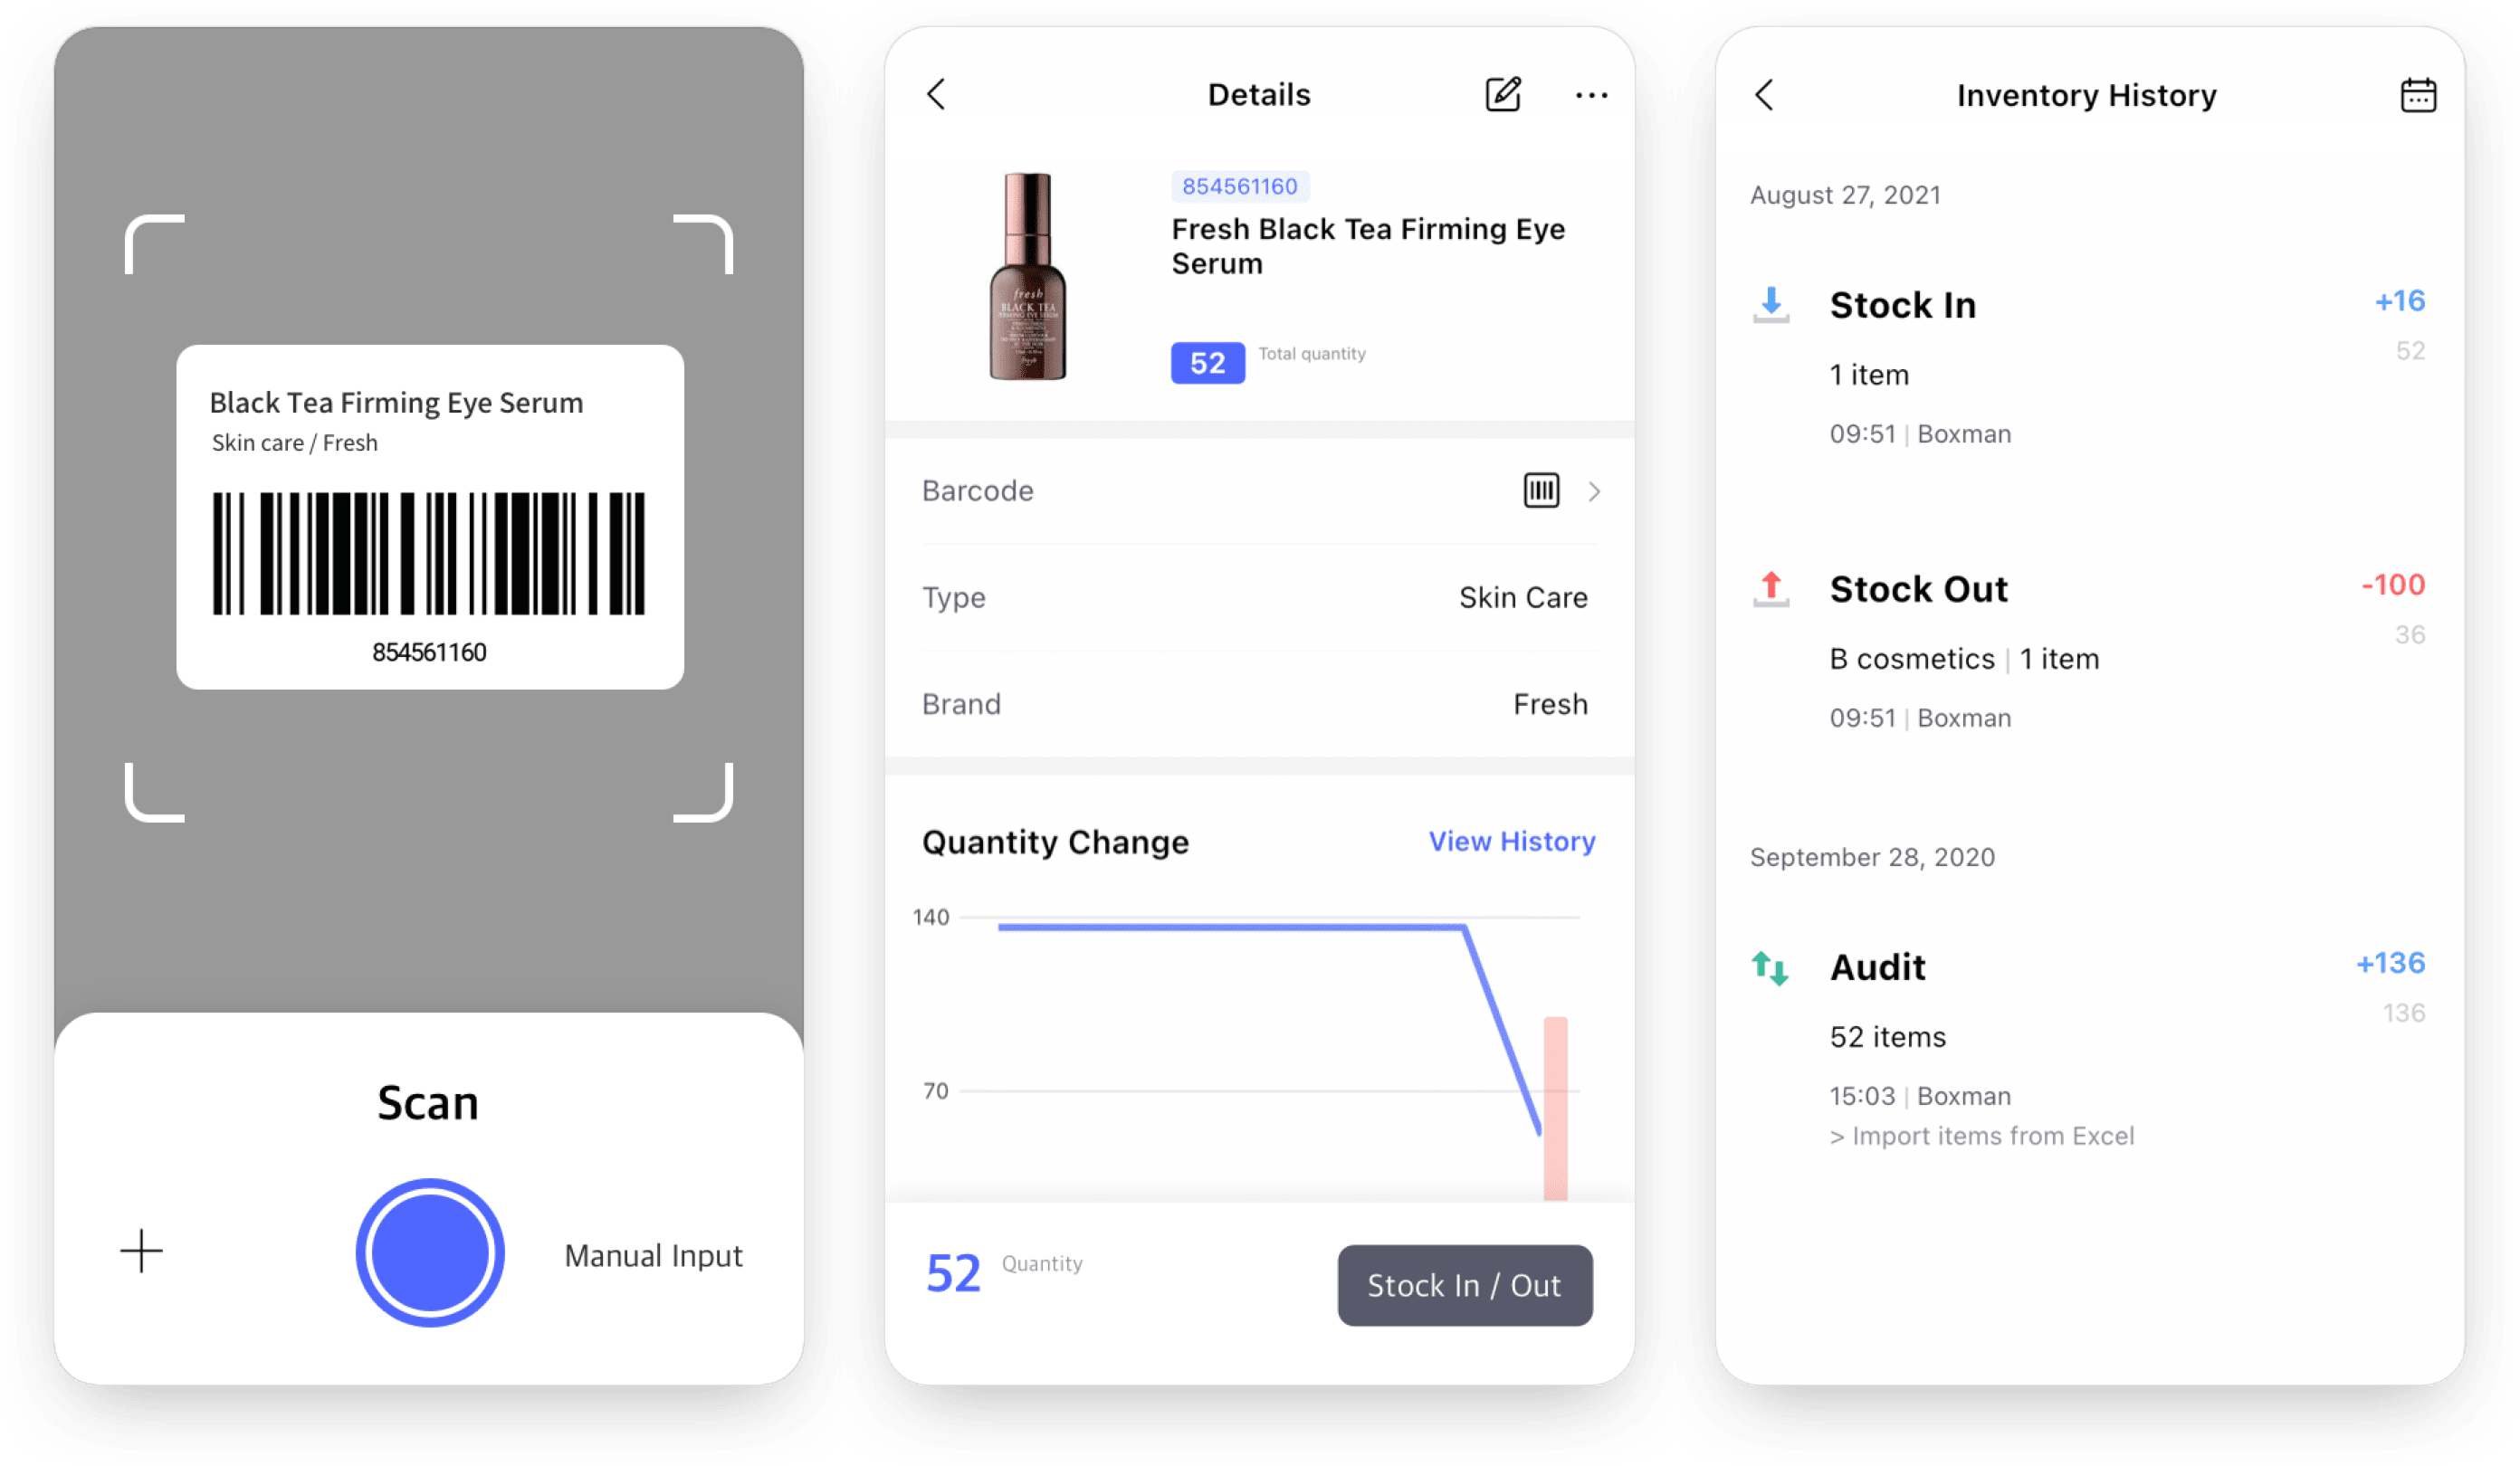 Black Tea Firming Eye Serum
Skin care / Fresh
854561160
Scan
Manual Input
Details
854561160
Fresh Black Tea Firming Eye
Serum
fresh
BLACK TEA
FIRMING EYE SERUM
52 Total quantity
Barcode
Type Skin Care
Brand Fresh
Quantity Change View History
140
70
52 Quantity
Stock In / Out
Inventory History
August 27, 2021
Stock In +16
52
1 item
09:51 | Boxman
Stock Out -100
36
B cosmetics | 1 item
09:51 | Boxman
September 28, 2020
Audit +136
136
52 items
15:03 | Boxman
> Import items from Excel